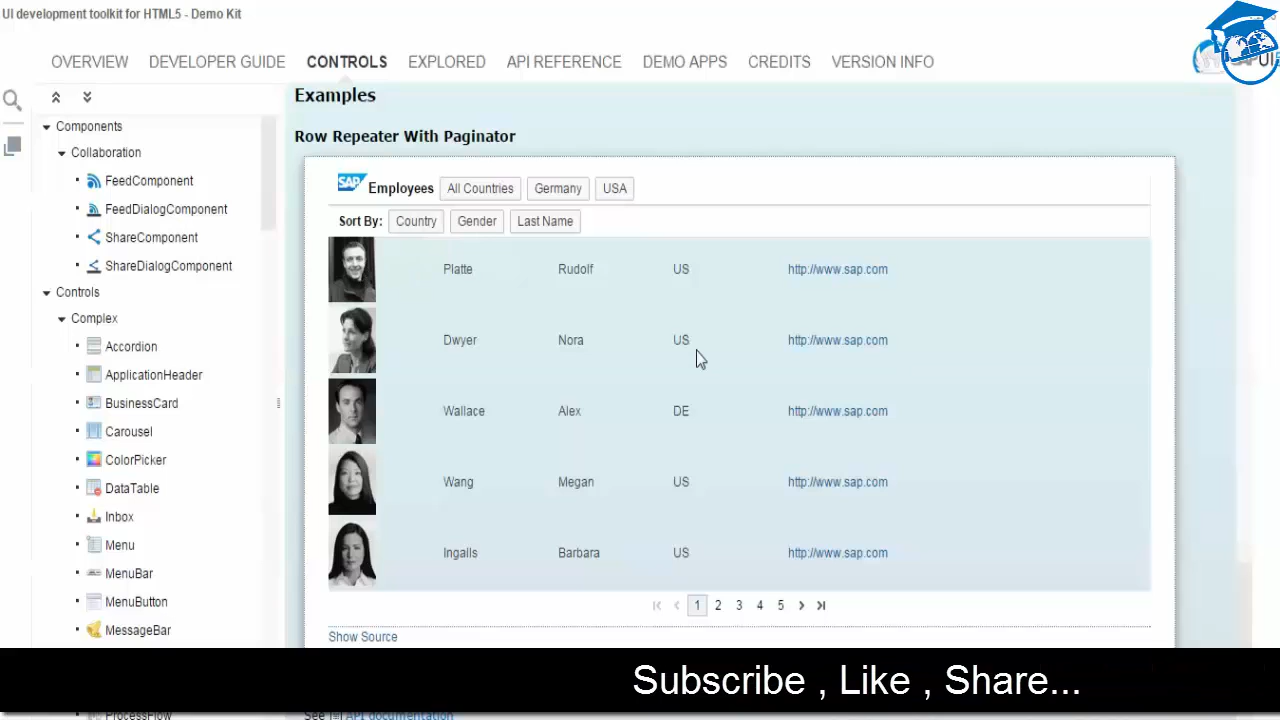 UI development toolkit for HTML5 - Demo Kit
OVERVIEW DEVELOPER GUIDE CONTROLS EXPLORED API REFERENCE DEMO APPS CREDITS VERSION INFO
Examples
Row Repeater With Paginator
Components
Collaboration
FeedComponent
FeedDialogComponent
ShareComponent
ShareDialogComponent
Controls
Complex
Accordion
ApplicationHeader
BusinessCard
Carousel
ColorPicker
DataTable
Inbox
Menu
MenuBar
MenuButton
MessageBar
ProcessFlow
SAP Employees All Countries Germany USA
Sort By: Country Gender Last Name
Platte Rudolf US http://www.sap.com
Dwyer Nora US http://www.sap.com
Wallace Alex DE http://www.sap.com
Wang Megan US http://www.sap.com
Ingalls Barbara US http://www.sap.com
1 2 3 4 5
Show Source
Subscribe , Like , Share...
See API documentation